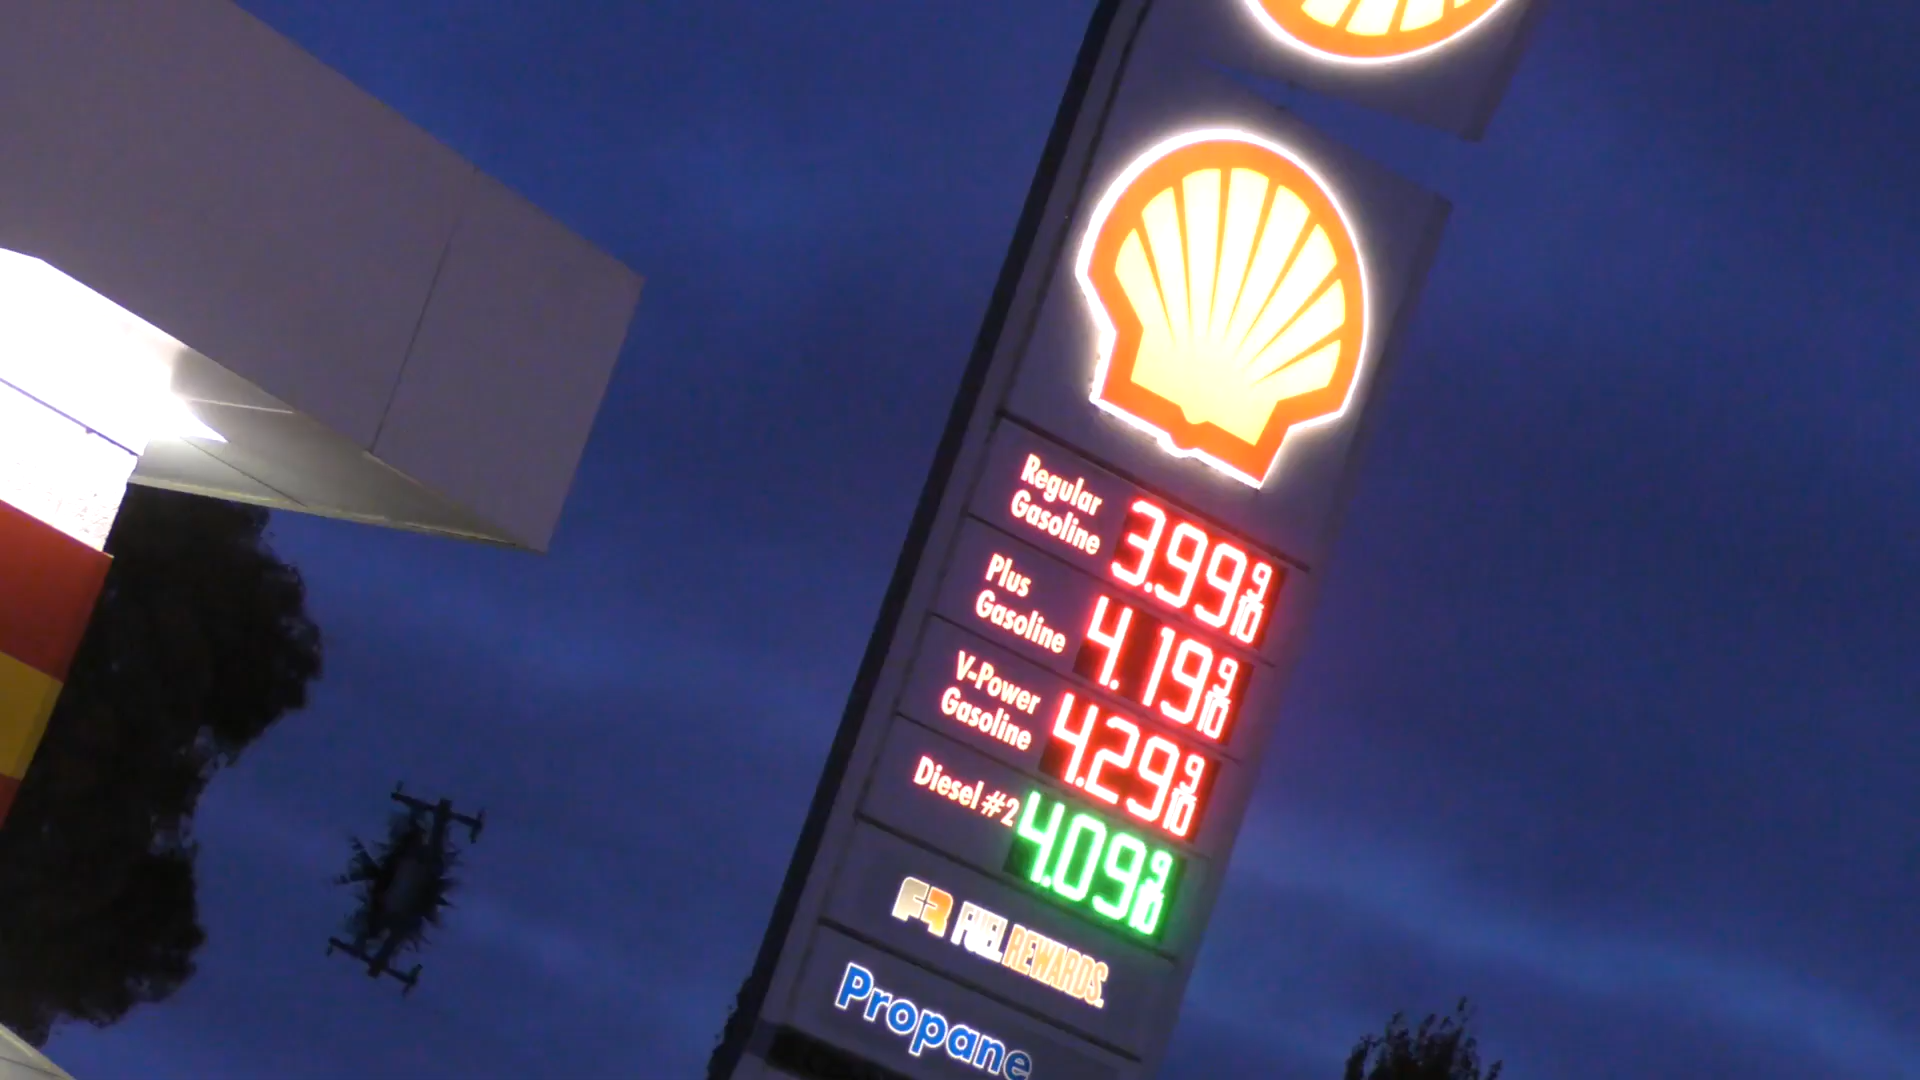 Regular
Gasoline
3.99 9/10
Plus
Gasoline
4.19 9/10
V-Power
Gasoline
4.29 9/10
Diesel #2
4.09 9/10
FR FUEL REWARDS.
Propane